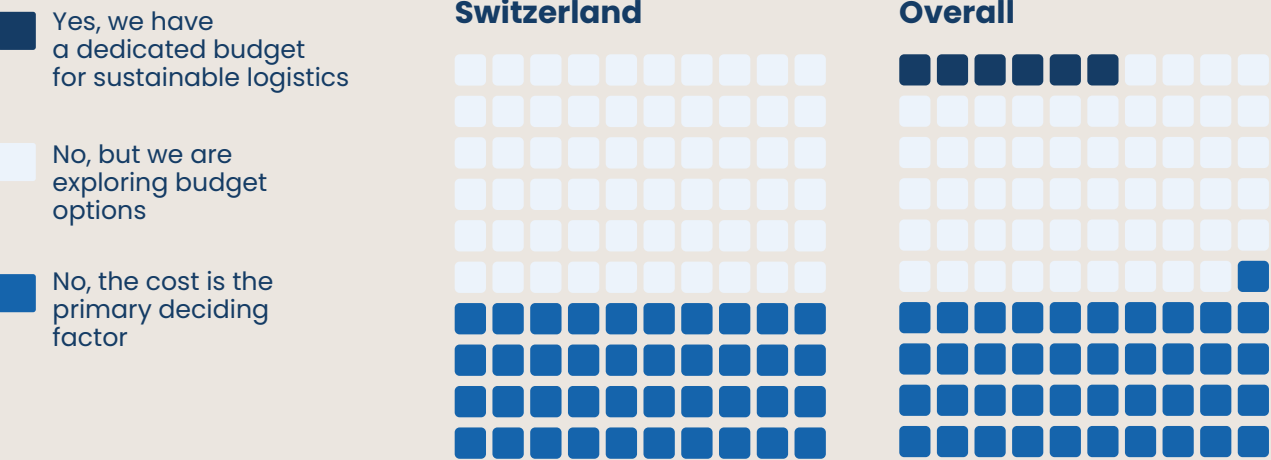 Yes, we have
a dedicated budget
for sustainable logistics
No, but we are
exploring budget
options
No, the cost is the
primary deciding
factor
Switzerland
Overall